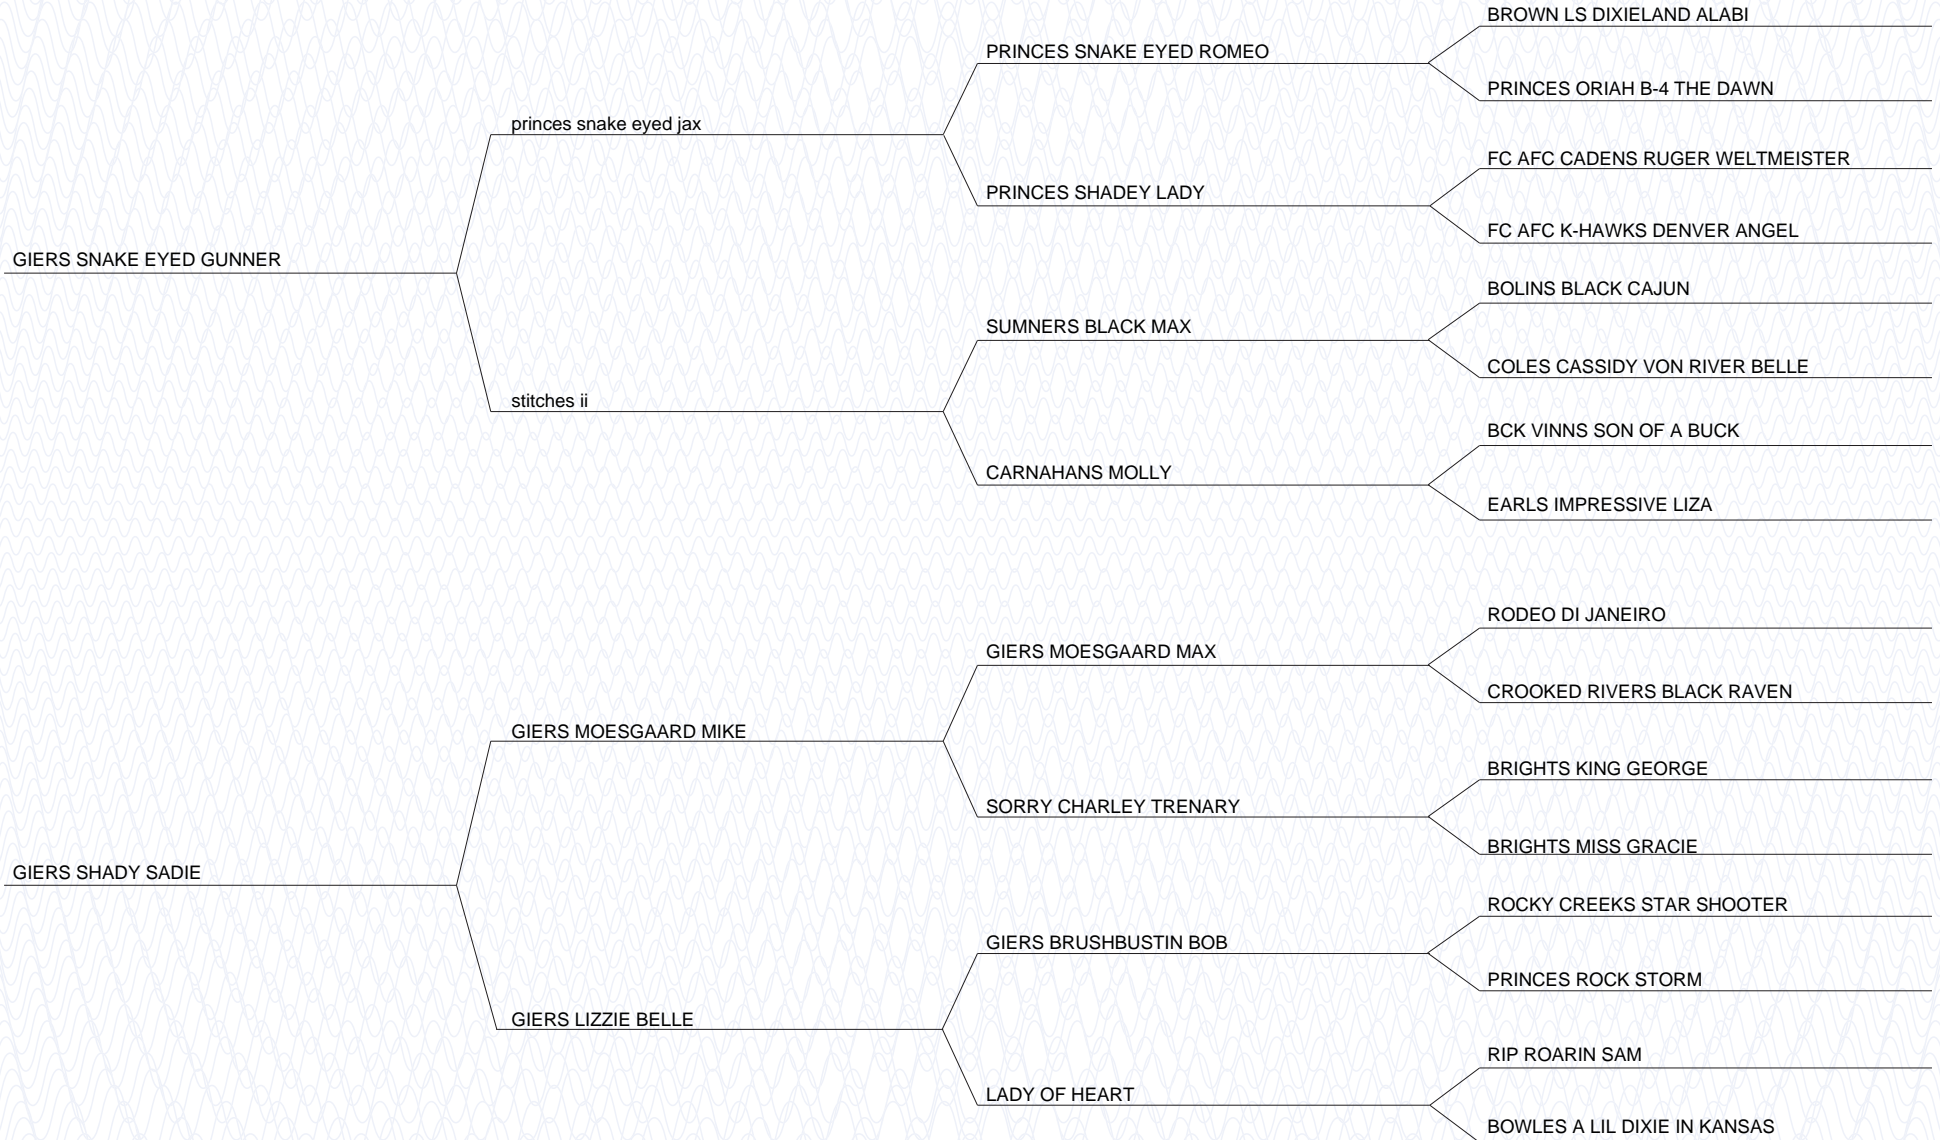 BROWN LS DIXIELAND ALABI
PRINCES SNAKE EYED ROMEO
PRINCES ORIAH B-4 THE DAWN
princes snake eyed jax
FC AFC CADENS RUGER WELTMEISTER
PRINCES SHADEY LADY
FC AFC K-HAWKS DENVER ANGEL
GIERS SNAKE EYED GUNNER
BOLINS BLACK CAJUN
SUMNERS BLACK MAX
COLES CASSIDY VON RIVER BELLE
stitches ii
BCK VINNS SON OF A BUCK
CARNAHANS MOLLY
EARLS IMPRESSIVE LIZA
RODEO DI JANEIRO
GIERS MOESGAARD MAX
CROOKED RIVERS BLACK RAVEN
GIERS MOESGAARD MIKE
BRIGHTS KING GEORGE
SORRY CHARLEY TRENARY
BRIGHTS MISS GRACIE
GIERS SHADY SADIE
ROCKY CREEKS STAR SHOOTER
GIERS BRUSHBUSTIN BOB
PRINCES ROCK STORM
GIERS LIZZIE BELLE
RIP ROARIN SAM
LADY OF HEART
BOWLES A LIL DIXIE IN KANSAS